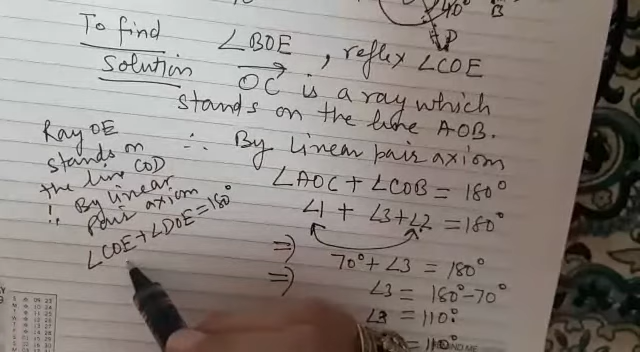 40° B
D
To find ∠BOE, reflex ∠COE
Solution OC is a ray which
stands on the line AOB.
∴ By linear pair axiom
∠AOC + ∠COB = 180°
∠1 + ∠3 + ∠2 = 180°
⇒ 70° + ∠3 = 180°
⇒ ∠3 = 180° - 70°
∠3 = 110°
= 110°
Ray OE
stands on
the line COD
∴ By linear
pair axiom
∠COE + ∠DOE = 180°